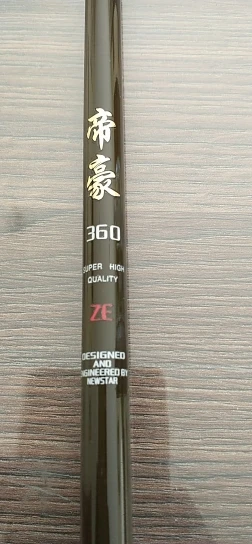 帝豪
360
SUPER HIGH
QUALITY
ZE
DESIGNED
AND
ENGINEERED BY
NEWSTAR